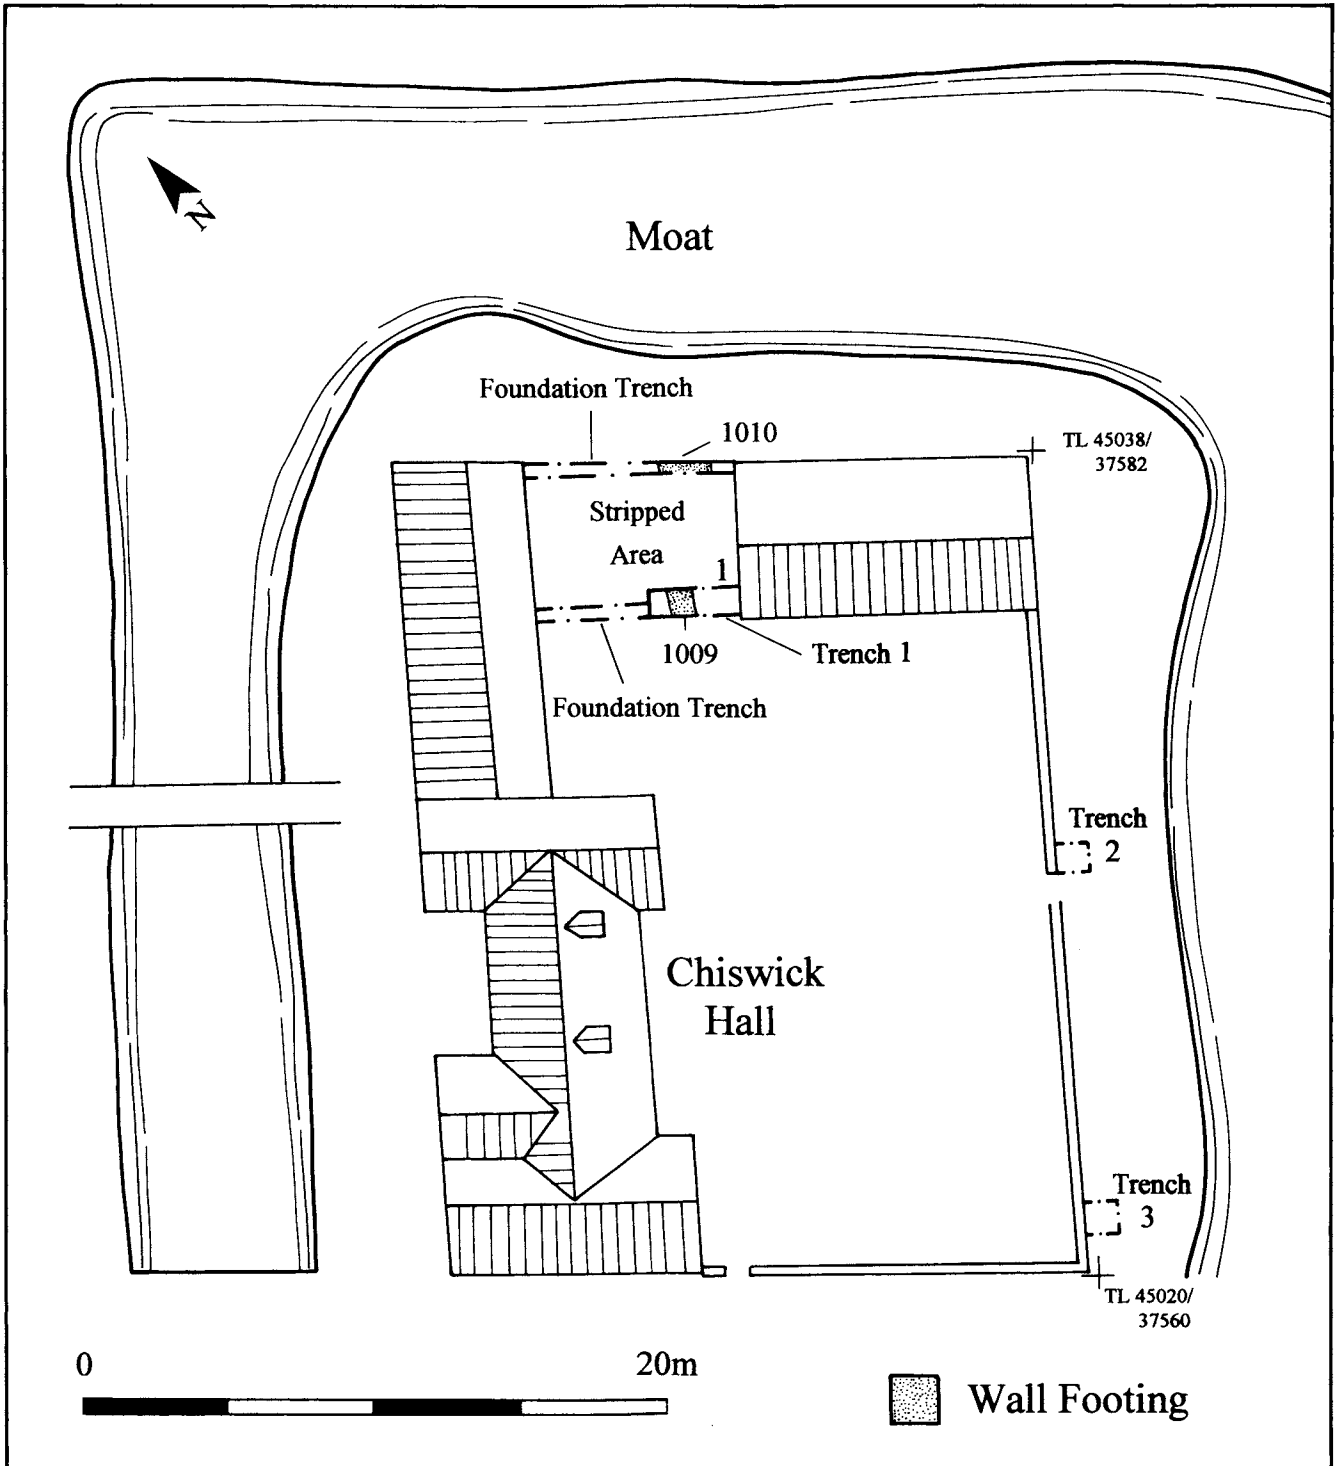 N
Moat
Foundation Trench
1010
TL 45038/
37582
Stripped
Area
1
1009
Trench 1
Foundation Trench
Trench
2
Chiswick
Hall
Trench
3
TL 45020/
37560
0
20m
Wall Footing